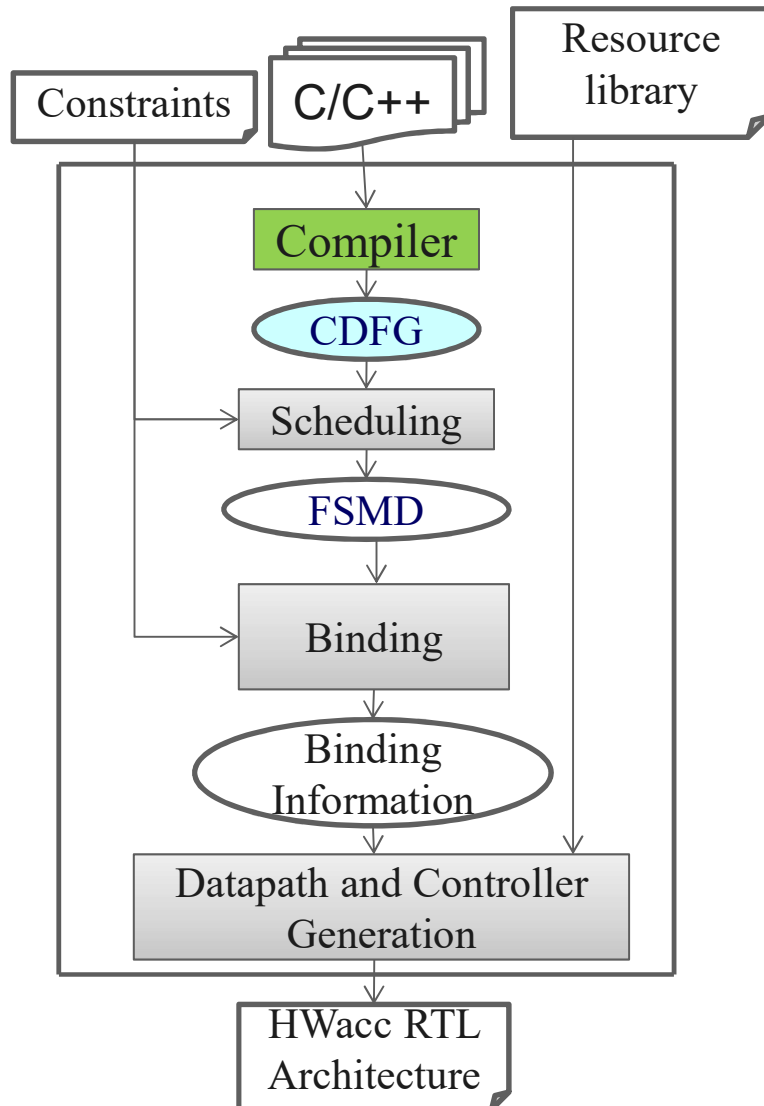 Constraints
C/C++
Resource
library
Compiler
CDFG
Scheduling
FSMD
Binding
Binding
Information
Datapath and Controller
Generation
HWacc RTL
Architecture